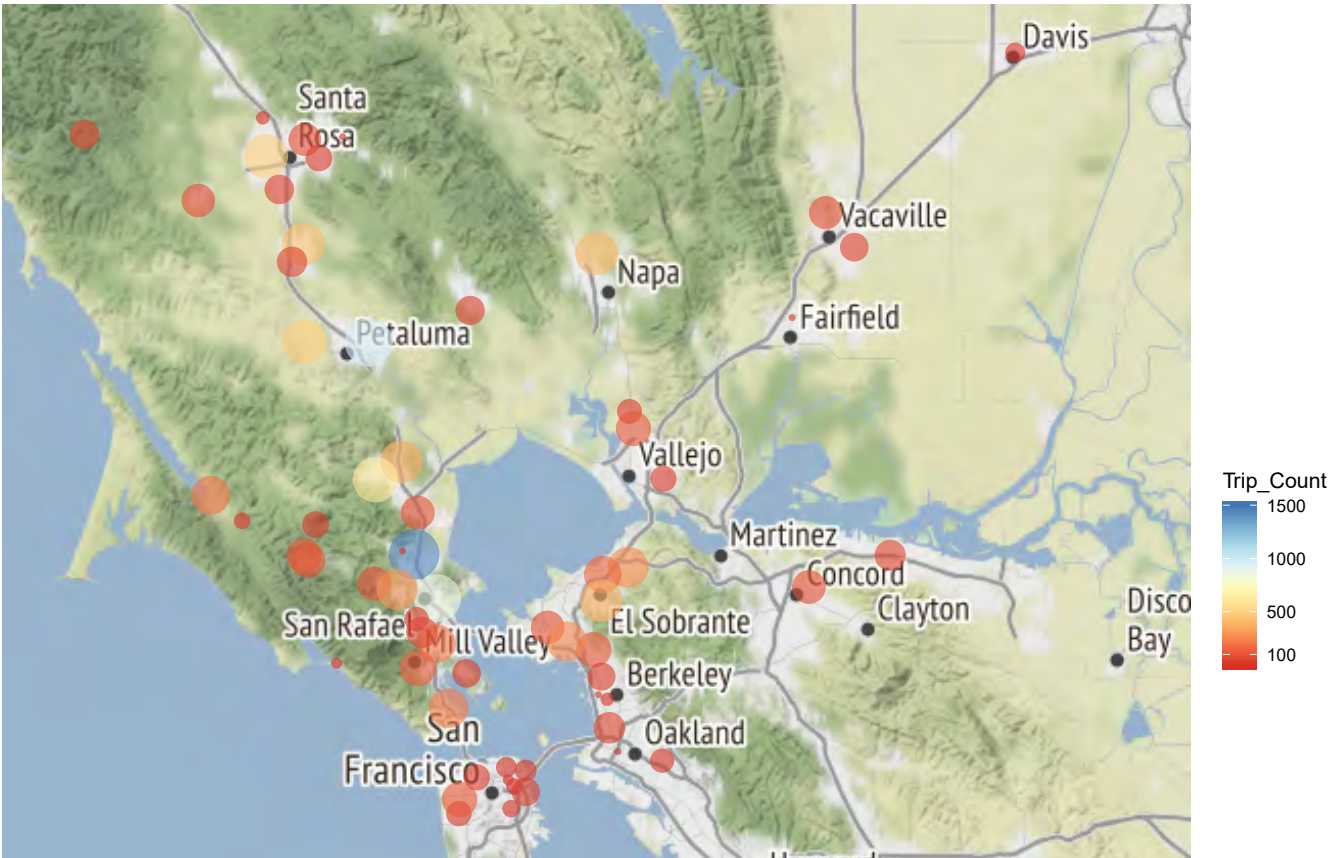 Davis
Santa
Rosa
Vacaville
Napa
Fairfield
Petaluma
Vallejo
Trip_Count
1500
1000
500
100
Martinez
Concord
Clayton
Disco
Bay
San Rafael
Mill Valley
El Sobrante
Berkeley
San
Francisco
Oakland